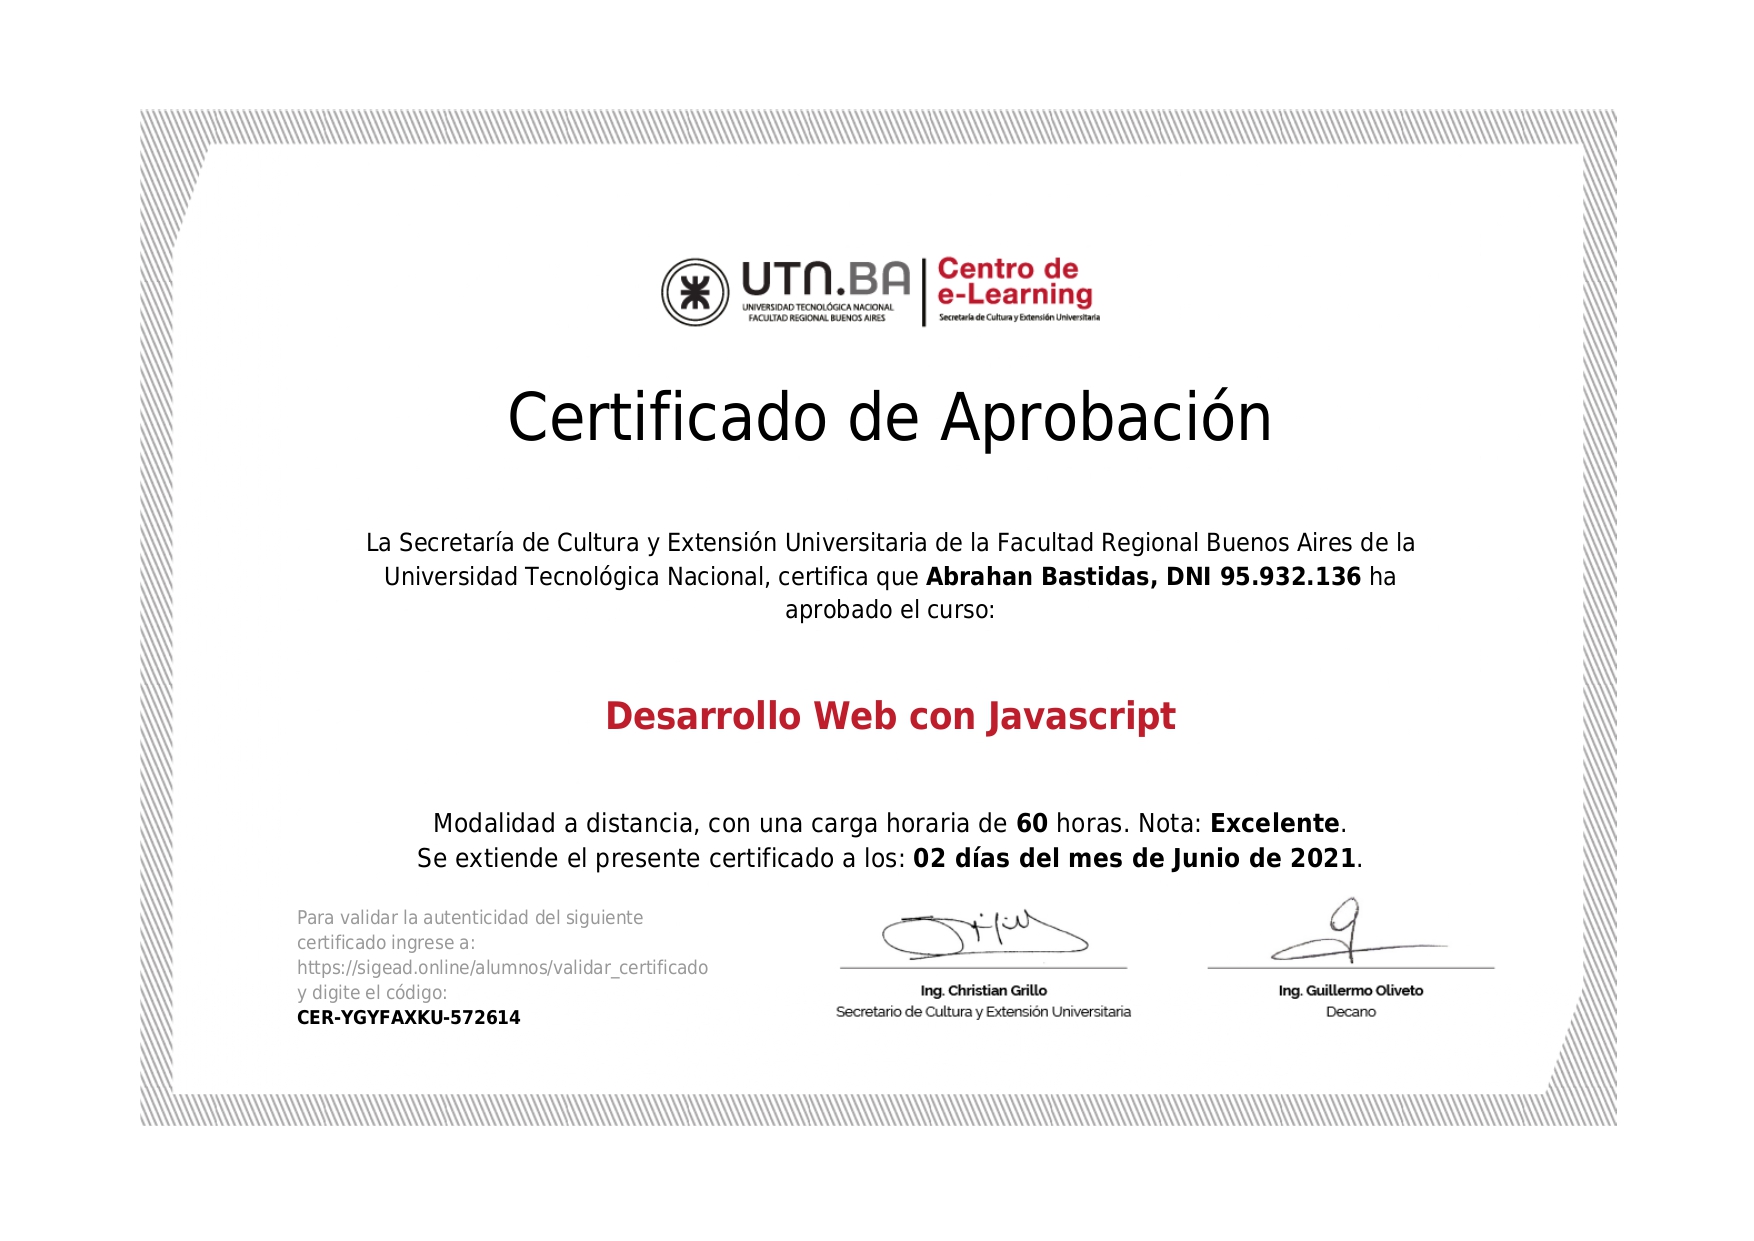 UTN.BA
UNIVERSIDAD TECNOLÓGICA NACIONAL
FACULTAD REGIONAL BUENOS AIRES
Centro de
e-Learning
Secretaría de Cultura y Extensión Universitaria
Certificado de Aprobación
La Secretaría de Cultura y Extensión Universitaria de la Facultad Regional Buenos Aires de la
Universidad Tecnológica Nacional, certifica que Abrahan Bastidas, DNI 95.932.136 ha
aprobado el curso:
Desarrollo Web con Javascript
Modalidad a distancia, con una carga horaria de 60 horas. Nota: Excelente.
Se extiende el presente certificado a los: 02 días del mes de Junio de 2021.
Para validar la autenticidad del siguiente
certificado ingrese a:
https://sigead.online/alumnos/validar_certificado
y digite el código:
CER-YGYFAXKU-572614
Ing. Christian Grillo
Secretario de Cultura y Extensión Universitaria
Ing. Guillermo Oliveto
Decano